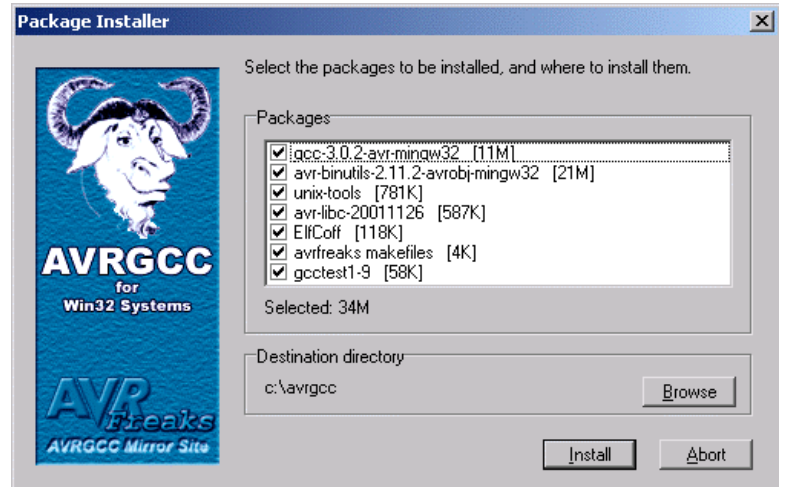 Package Installer
Select the packages to be installed, and where to install them.
Packages
gcc-3.0.2-avr-mingw32 [11M]
avr-binutils-2.11.2-avrobj-mingw32 [21M]
unix-tools [781K]
avr-libc-20011126 [587K]
ElfCoff [118K]
avrfreaks makefiles [4K]
gcctest1-9 [58K]
Selected: 34M
Destination directory
c:\avrgcc
Browse
Install
Abort
AVRGCC
for
Win32 Systems
AVR
Freaks
AVRGCC Mirror Site